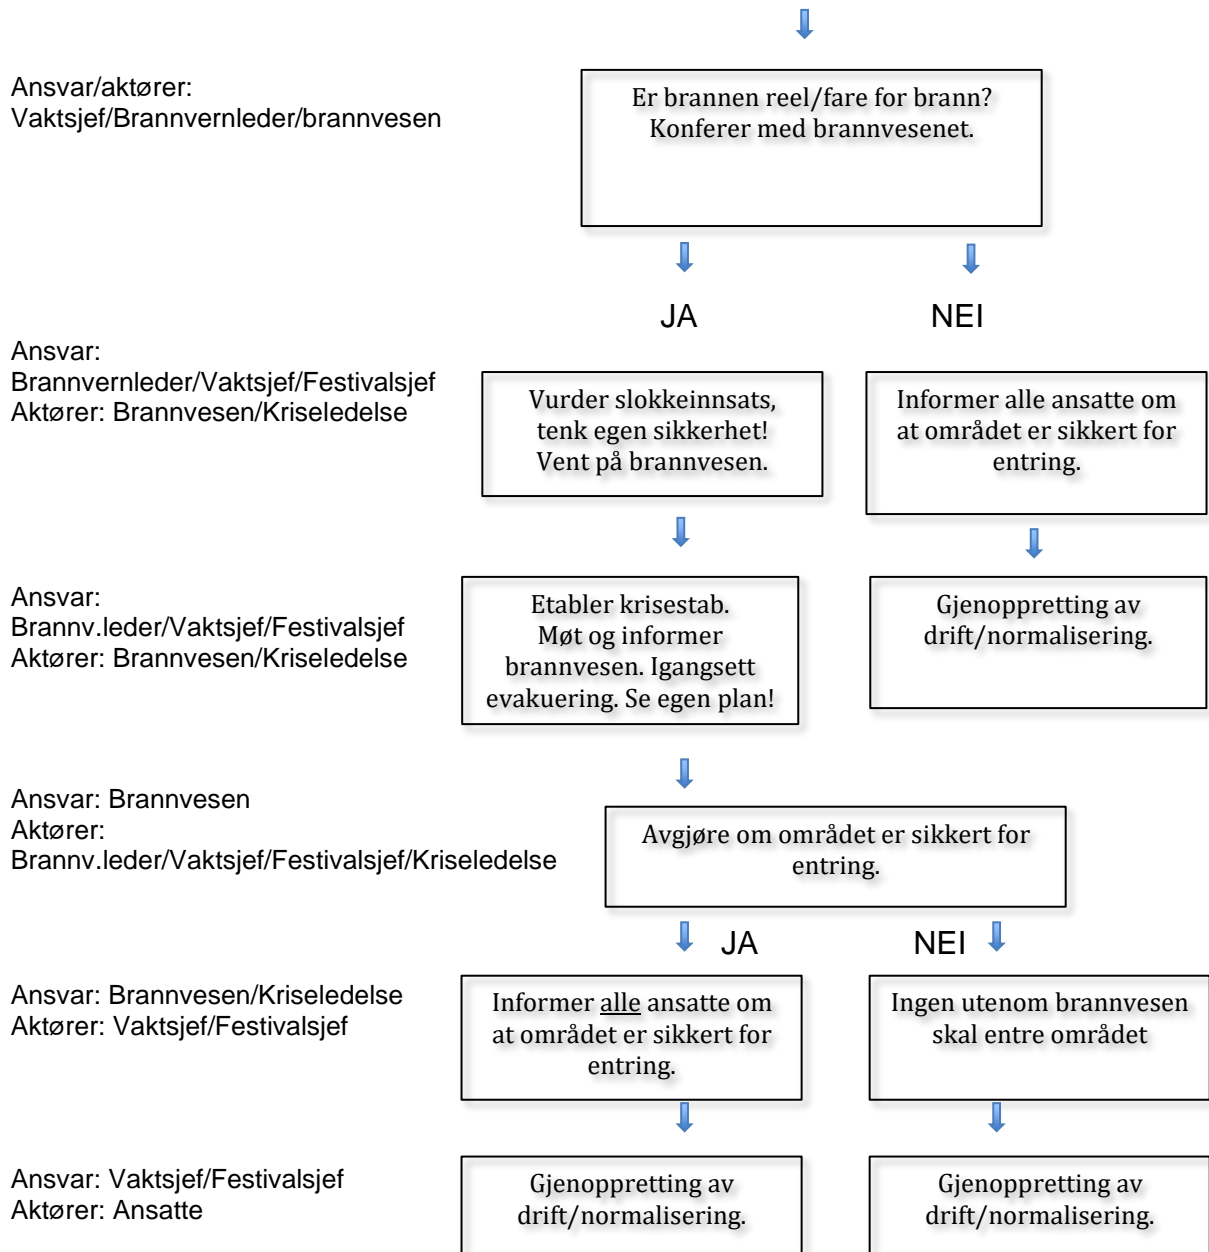 Ansvar/aktører:
Vaktsjef/Brannvernleder/brannvesen
Er brannen reel/fare for brann?
Konferer med brannvesenet.
JA
NEI
Ansvar:
Brannvernleder/Vaktsjef/Festivalsjef
Aktører: Brannvesen/Kriseledelse
Vurder slokkeinnsats,
tenk egen sikkerhet!
Vent på brannvesen.
Informer alle ansatte om
at området er sikkert for
entring.
Ansvar:
Brannv.leder/Vaktsjef/Festivalsjef
Aktører: Brannvesen/Kriseledelse
Etabler krisestab.
Møt og informer
brannvesen. Igangsett
evakuering. Se egen plan!
Gjenoppretting av
drift/normalisering.
Ansvar: Brannvesen
Aktører:
Brannv.leder/Vaktsjef/Festivalsjef/Kriseledelse
Avgjøre om området er sikkert for
entring.
JA
NEI
Ansvar: Brannvesen/Kriseledelse
Aktører: Vaktsjef/Festivalsjef
Informer alle ansatte om
at området er sikkert for
entring.
Ingen utenom brannvesen
skal entre området
Ansvar: Vaktsjef/Festivalsjef
Aktører: Ansatte
Gjenoppretting av
drift/normalisering.
Gjenoppretting av
drift/normalisering.